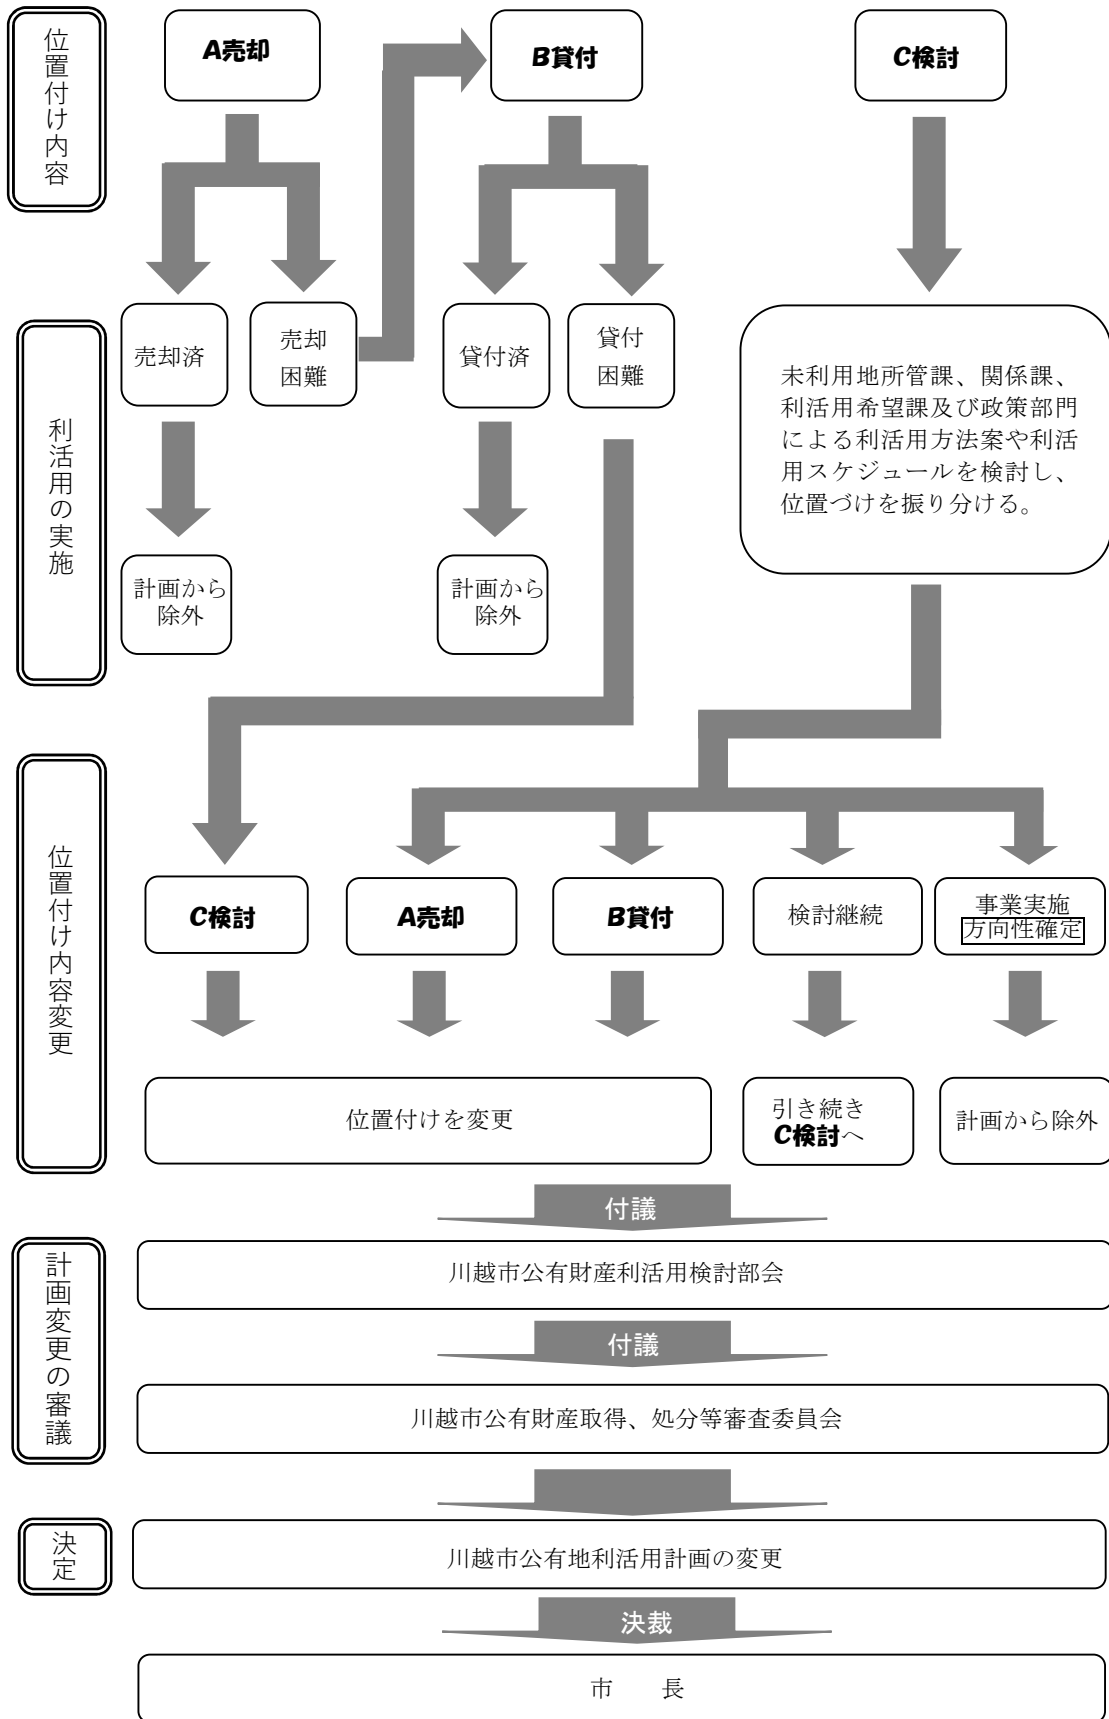 位置付け内容
A売却
B貸付
C検討
利活用の実施
売却済
売却
困難
貸付済
貸付
困難
未利用地所管課、関係課、
利活用希望課及び政策部門
による利活用方法案や利活
用スケジュールを検討し、
位置づけを振り分ける。
計画から
除外
計画から
除外
位置付け内容変更
C検討
A売却
B貸付
検討継続
事業実施
方向性確定
位置付けを変更
引き続き
C検討へ
計画から除外
付議
計画変更の審議
川越市公有財産利活用検討部会
付議
川越市公有財産取得、処分等審査委員会
決定
川越市公有地利活用計画の変更
決裁
市　　長